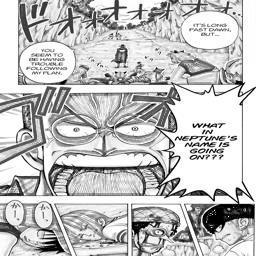 IT'S LONG
PAST DAWN,
BUT...
YOU SEEM
TO BE
HAVING
TROUBLE
FOLLOWING
MY PLAN.
WHAT
IN
NEPTUNE'S
NAME IS
GOING
ON???